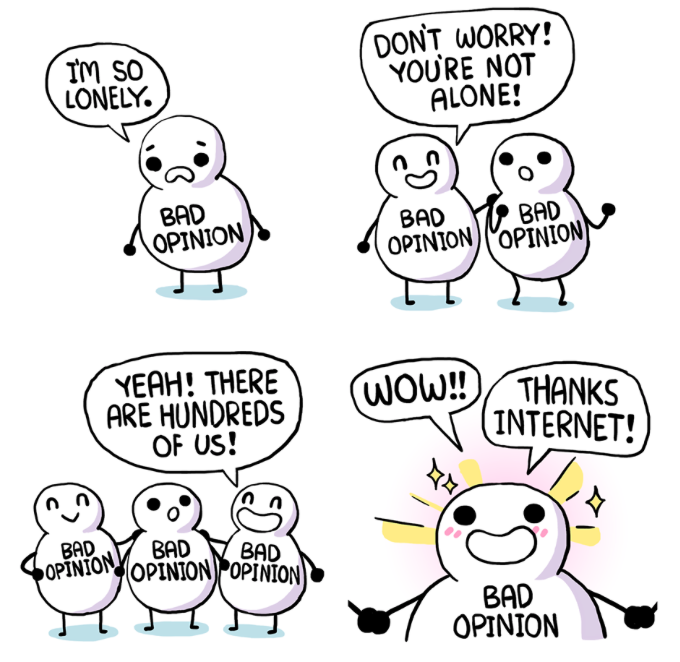 I'M SO
LONELY.
BAD
OPINION
DON'T WORRY!
YOU'RE NOT
ALONE!
BAD
OPINION
BAD
OPINION
YEAH! THERE
ARE HUNDREDS
OF US!
BAD
OPINION
BAD
OPINION
BAD
OPINION
WOW!!
THANKS
INTERNET!
BAD
OPINION